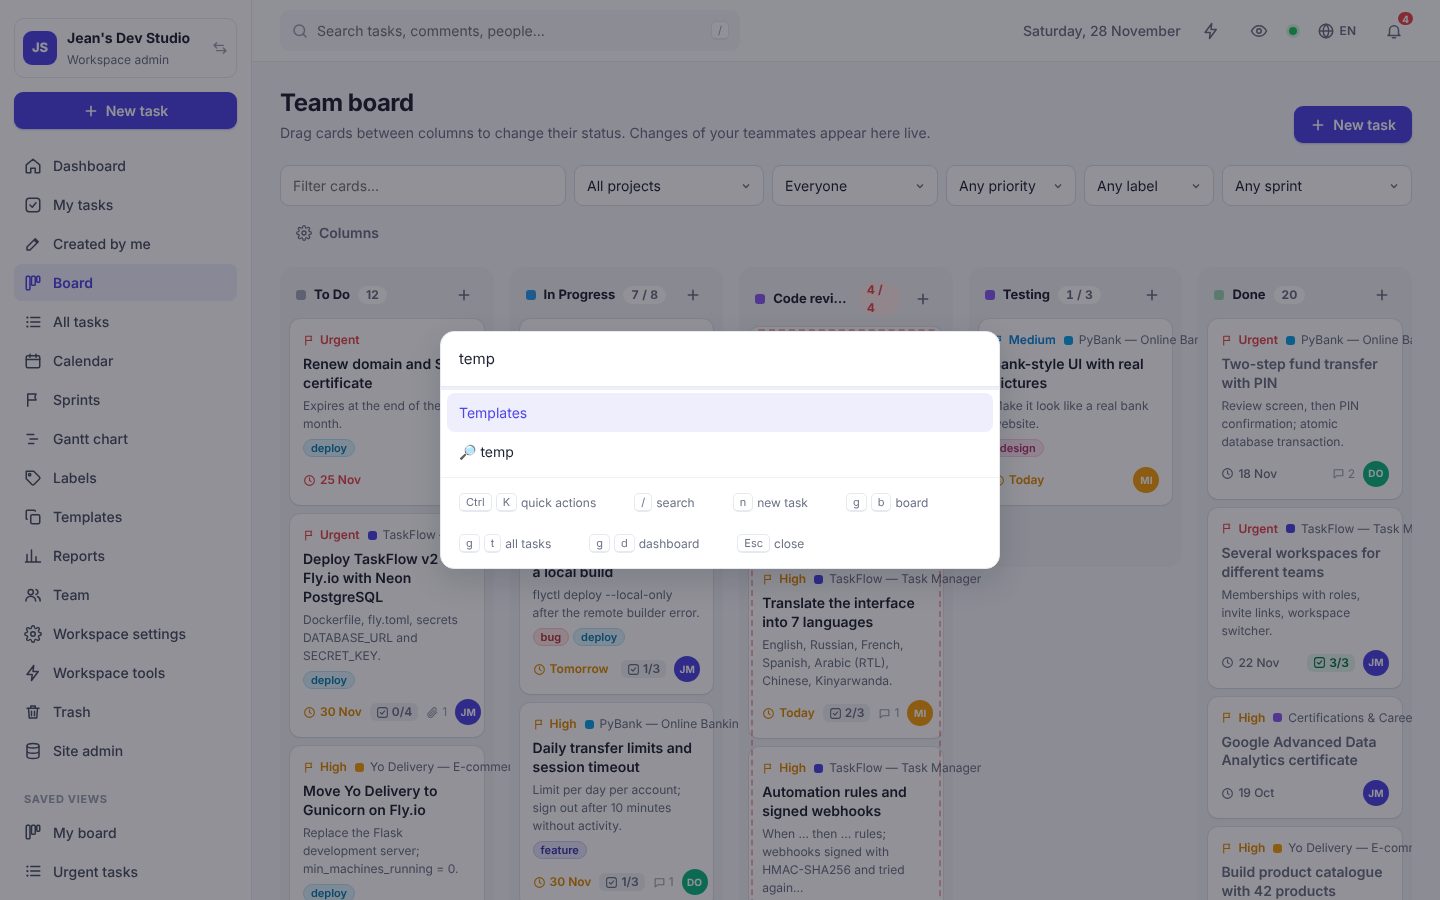 JS
Jean's Dev Studio
Workspace admin
New task
Dashboard
My tasks
Created by me
Board
All tasks
Calendar
Sprints
Gantt chart
Labels
Templates
Reports
Team
Workspace settings
Workspace tools
Trash
Site admin
SAVED VIEWS
My board
Urgent tasks
Search tasks, comments, people...
/
Saturday, 28 November
EN
4
Team board
Drag cards between columns to change their status. Changes of your teammates appear here live.
New task
Filter cards...
All projects
Everyone
Any priority
Any label
Any sprint
Columns
temp
Templates
🔎 temp
Ctrl K quick actions
/ search
n new task
g b board
g t all tasks
g d dashboard
Esc close
To Do 12
Urgent
Renew domain and
certificate
Expires at the end of the
month.
deploy
25 Nov
Urgent TaskFlow
Deploy TaskFlow v2
Fly.io with Neon
PostgreSQL
Dockerfile, fly.toml, secrets
DATABASE_URL and
SECRET_KEY.
deploy
30 Nov 0/4 1 JM
High Yo Delivery — E-commer
Move Yo Delivery to
Gunicorn on Fly.io
Replace the Flask
development server;
min_machines_running = 0.
deploy
In Progress 7 / 8
a local build
flyctl deploy --local-only
after the remote builder error.
bug deploy
Tomorrow 1/3 JM
High PyBank — Online Bankin
Daily transfer limits and
session timeout
Limit per day per account;
sign out after 10 minutes
without activity.
feature
30 Nov 1/3 1 DO
Code revi... 4 /
4
High TaskFlow — Task Manager
Translate the interface
into 7 languages
English, Russian, French,
Spanish, Arabic (RTL),
Chinese, Kinyarwanda.
Today 2/3 1 MI
High TaskFlow — Task Manager
Automation rules and
signed webhooks
When ... then ... rules;
webhooks signed with
HMAC-SHA256 and tried
again...
Testing 1 / 3
Medium PyBank — Online Ban
ank-style UI with real
ictures
Make it look like a real bank
ebsite.
design
Today MI
Done 20
Urgent PyBank — Online Ba
Two-step fund transfer
with PIN
Review screen, then PIN
confirmation; atomic
database transaction.
18 Nov 2 DO
Urgent TaskFlow — Task M
Several workspaces for
different teams
Memberships with roles,
invite links, workspace
switcher.
22 Nov 3/3 JM
High Certifications & Caree
Google Advanced Data
Analytics certificate
19 Oct JM
High Yo Delivery — E-comm
Build product catalogue
with 42 products